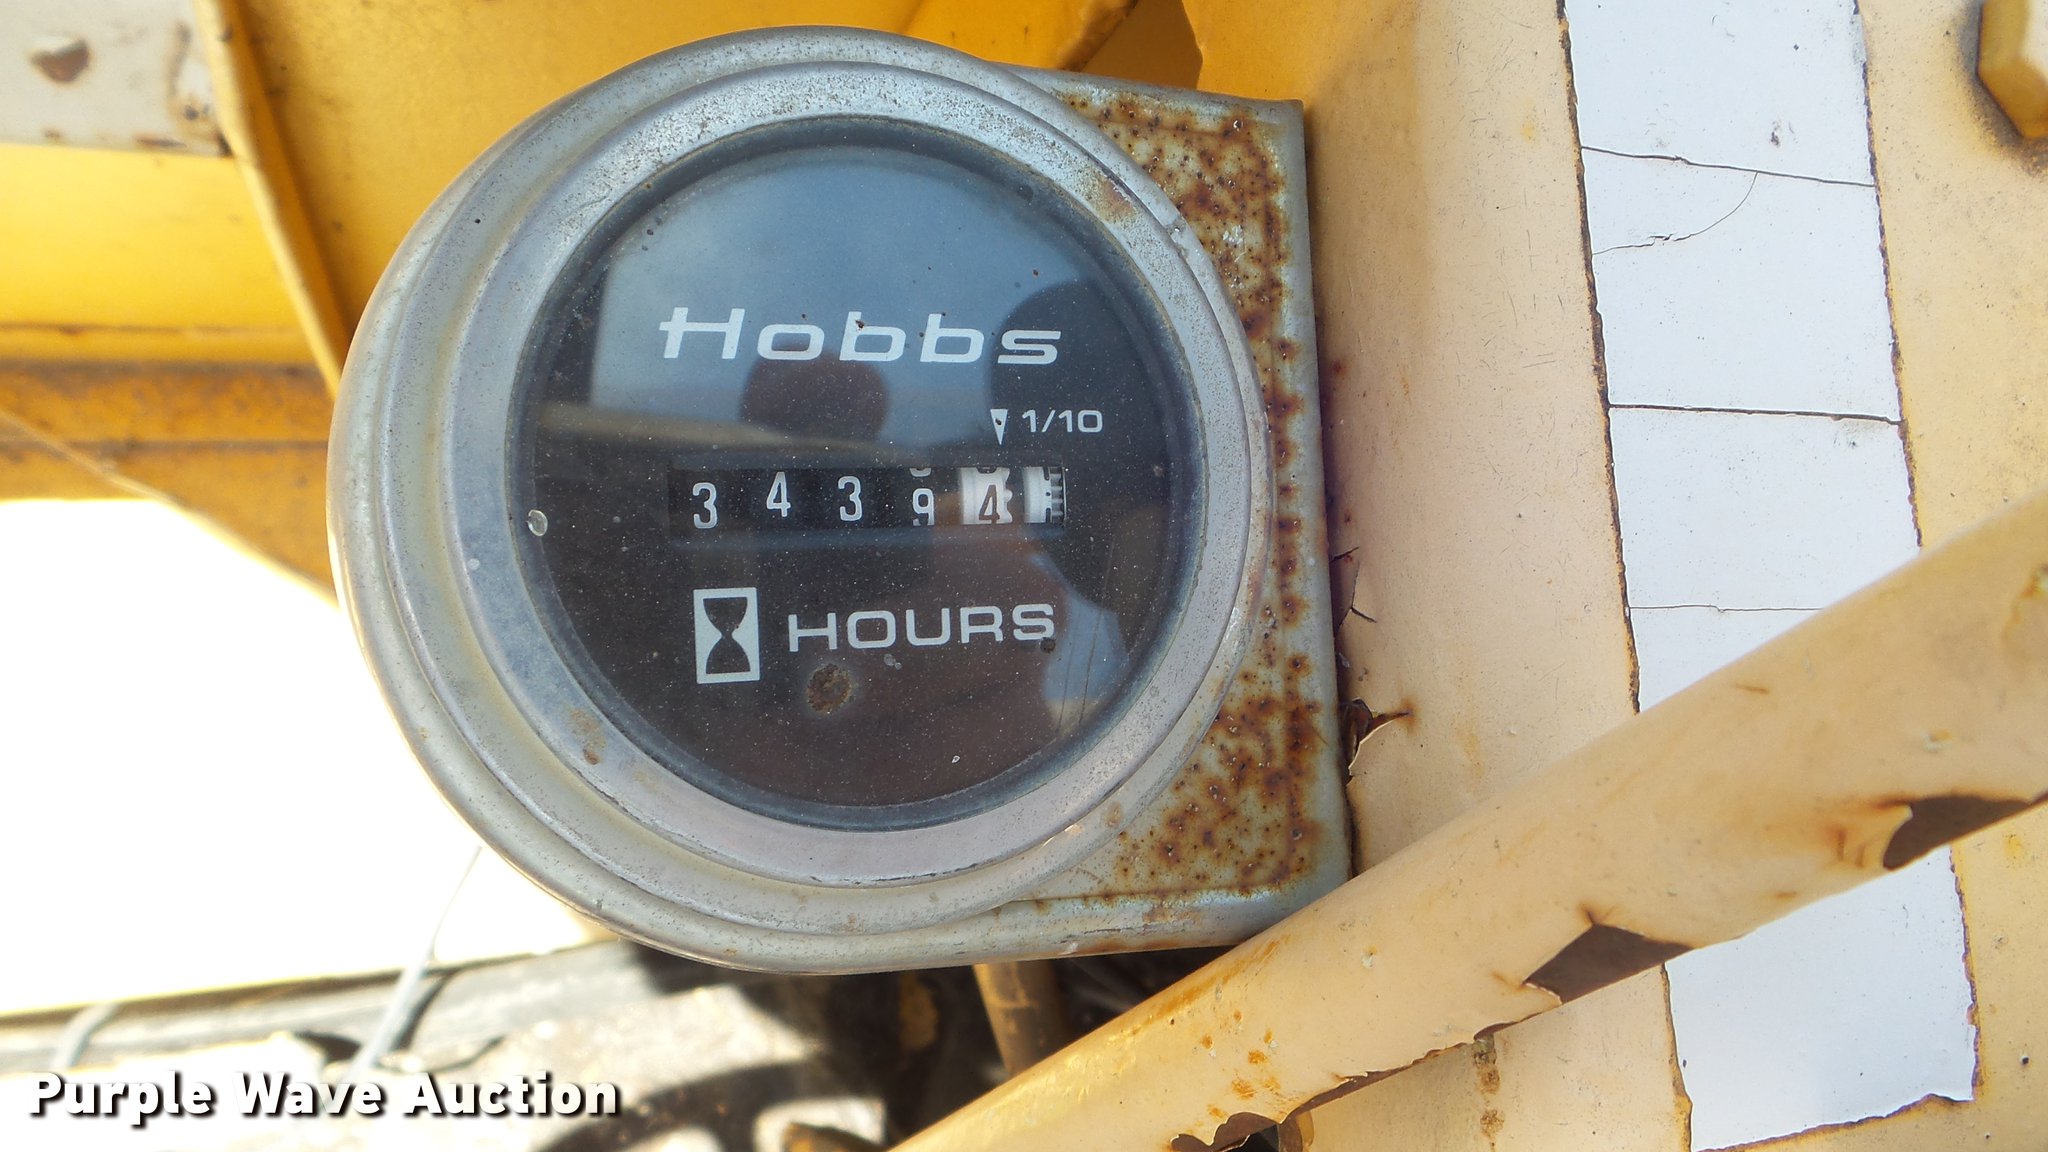 Hobbs
1/10
3 4 3 9 4
HOURS
Purple Wave Auction